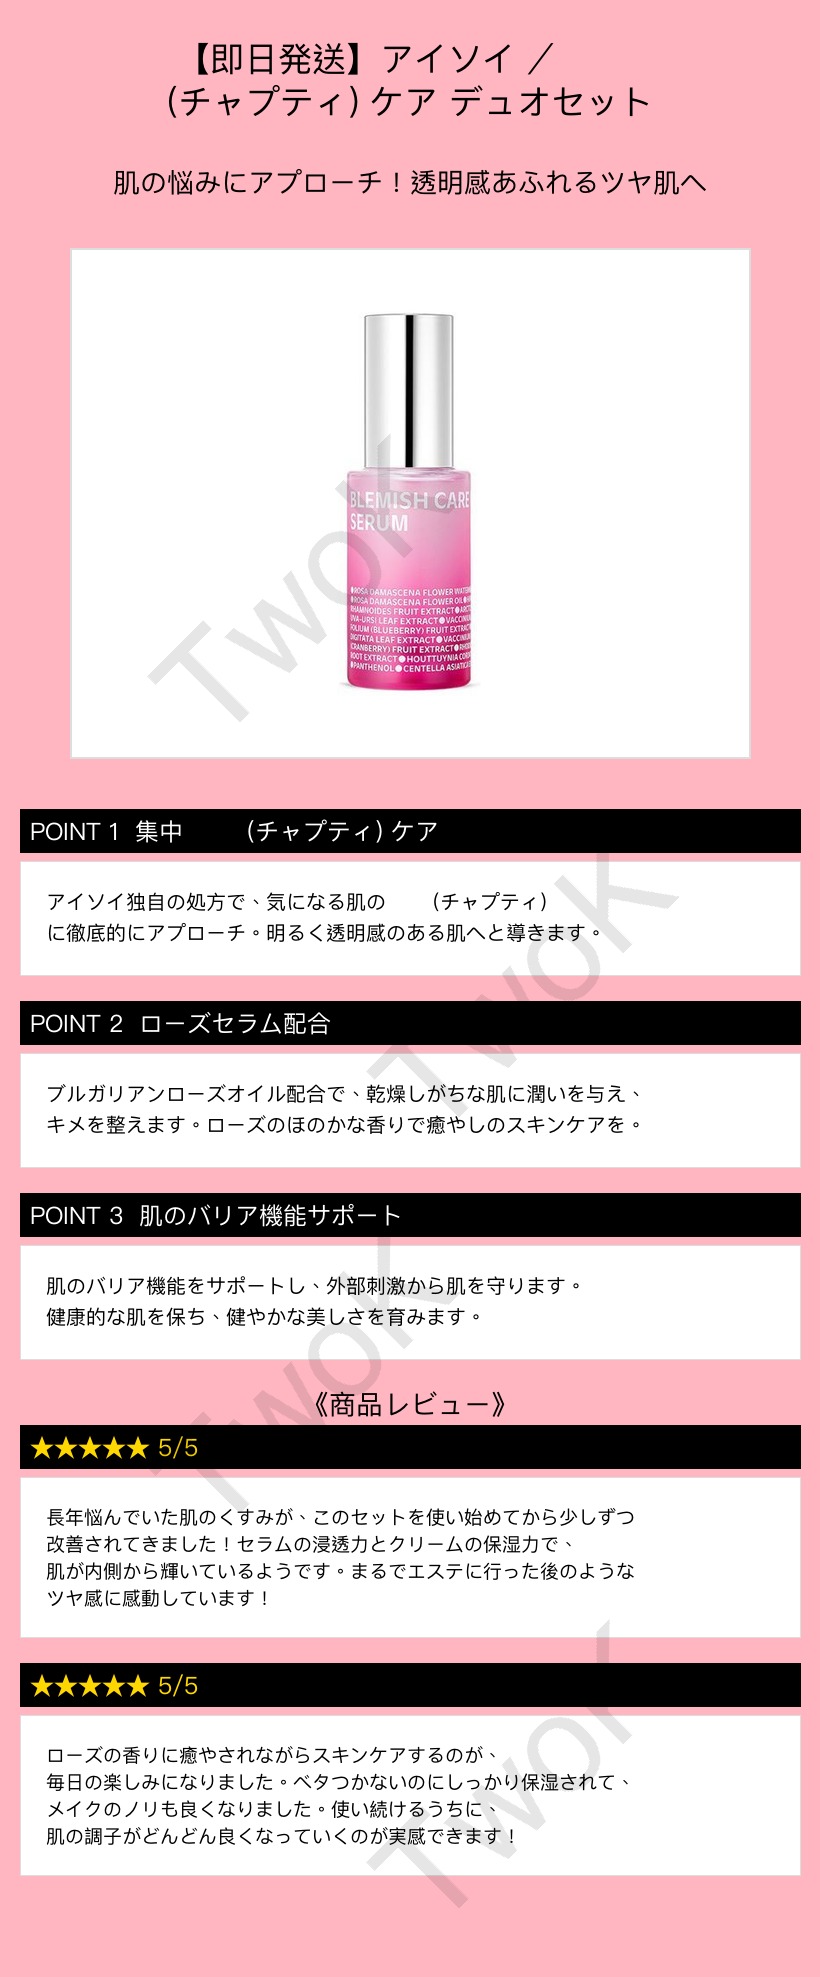 【即日発送】アイソイ ／
(チャプティ) ケア デュオセット
肌の悩みにアプローチ！透明感あふれるツヤ肌へ
BLEMISH CARE
SERUM
●ROSA DAMASCENA FLOWER WATER
●ROSA DAMASCENA FLOWER OIL●
RHAMNOIDES FRUIT EXTRACT●ARCT
UVA-URSI LEAF EXTRACT●VACCINIUM
FOLIUM (BLUEBERRY) FRUIT EXTRACT
DIGITATA LEAF EXTRACT●VACCINIUM
(CRANBERRY) FRUIT EXTRACT●RHOD
ROOT EXTRACT●HOUTTUYNIA CORD
●PANTHENOL●CENTELLA ASIATICA
TwoK
POINT 1 集中 (チャプティ) ケア
アイソイ独自の処方で、気になる肌の (チャプティ)
に徹底的にアプローチ。明るく透明感のある肌へと導きます。
TwoK
POINT 2 ローズセラム配合
ブルガリアンローズオイル配合で、乾燥しがちな肌に潤いを与え、
キメを整えます。ローズのほのかな香りで癒やしのスキンケアを。
POINT 3 肌のバリア機能サポート
肌のバリア機能をサポートし、外部刺激から肌を守ります。
健康的な肌を保ち、健やかな美しさを育みます。
TwoK
《商品レビュー》
★★★★★ 5/5
長年悩んでいた肌のくすみが、このセットを使い始めてから少しずつ
改善されてきました！セラムの浸透力とクリームの保湿力で、
肌が内側から輝いているようです。まるでエステに行った後のような
ツヤ感に感動しています！
★★★★★ 5/5
ローズの香りに癒やされながらスキンケアするのが、
毎日の楽しみになりました。ベタつかないのにしっかり保湿されて、
メイクのノリも良くなりました。使い続けるうちに、
肌の調子がどんどん良くなっていくのが実感できます！
TwoK